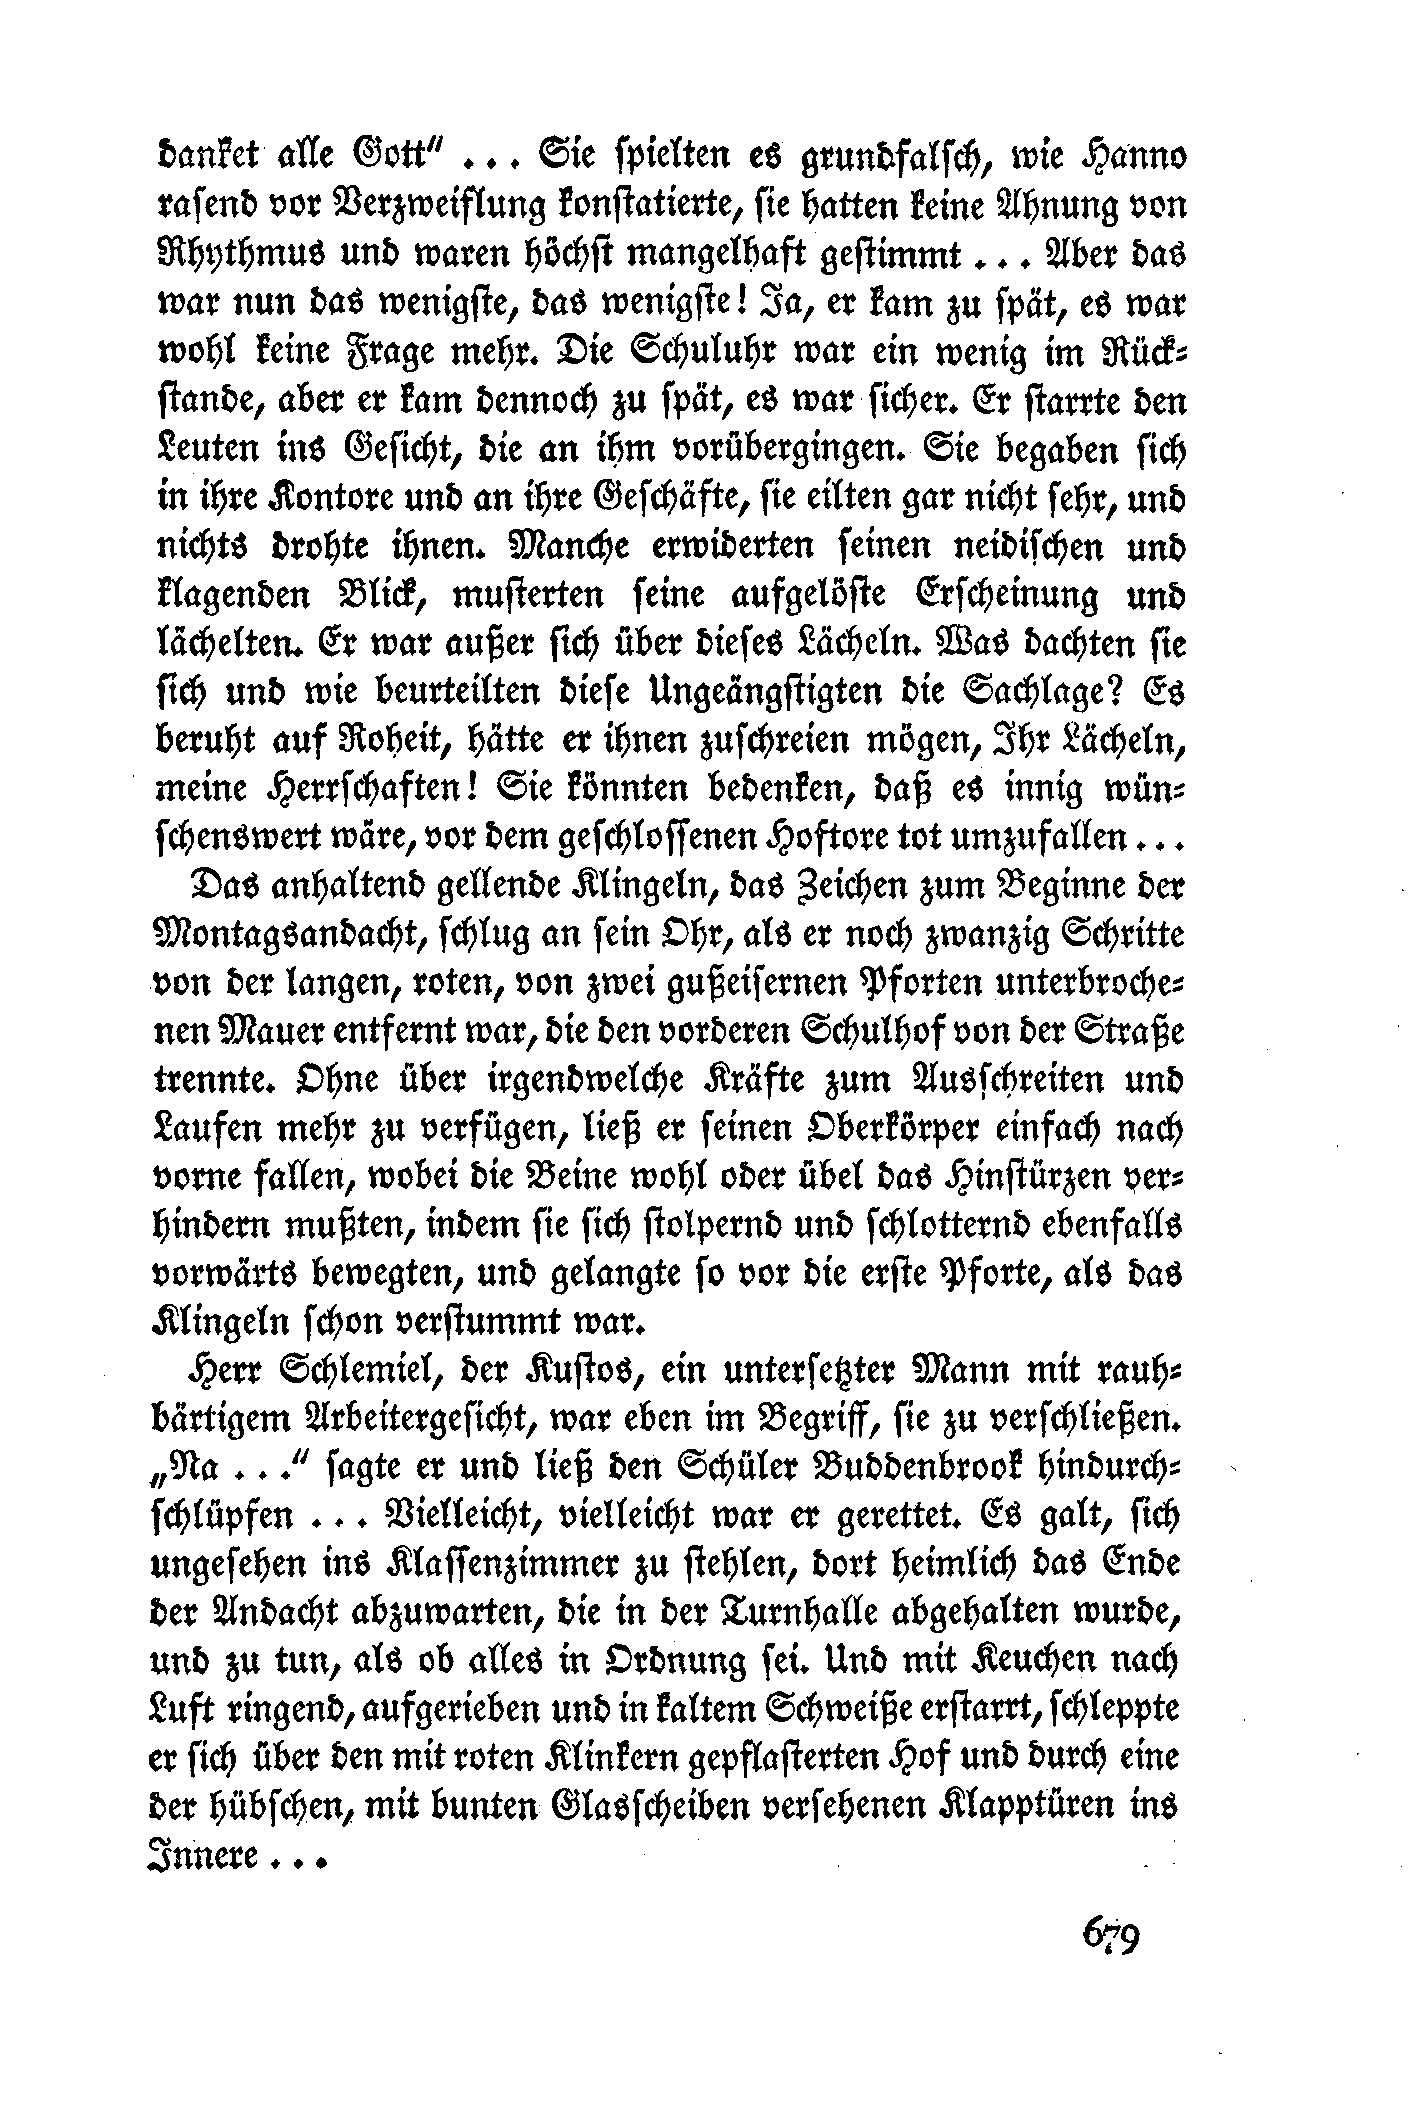 danket alle Gott“ . . . Sie spielten es grundfalsch, wie Hanno
rasend vor Verzweiflung konstatierte, sie hatten keine Ahnung von
Rhythmus und waren höchst mangelhaft gestimmt . . . Aber das
war nun das wenigste, das wenigste! Ja, er kam zu spät, es war
wohl keine Frage mehr. Die Schuluhr war ein wenig im Rück-
stande, aber er kam dennoch zu spät, es war sicher. Er starrte den
Leuten ins Gesicht, die an ihm vorübergingen. Sie begaben sich
in ihre Kontore und an ihre Geschäfte, sie eilten gar nicht sehr, und
nichts drohte ihnen. Manche erwiderten seinen neidischen und
klagenden Blick, musterten seine aufgelöste Erscheinung und
lächelten. Er war außer sich über dieses Lächeln. Was dachten sie
sich und wie beurteilten diese Ungeängstigten die Sachlage? Es
beruht auf Roheit, hätte er ihnen zuschreien mögen, Ihr Lächeln,
meine Herrschaften! Sie könnten bedenken, daß es innig wün-
schenswert wäre, vor dem geschlossenen Hoftore tot umzufallen . . .
Das anhaltend gellende Klingeln, das Zeichen zum Beginne der
Montagsandacht, schlug an sein Ohr, als er noch zwanzig Schritte
von der langen, roten, von zwei gußeisernen Pforten unterbroche-
nen Mauer entfernt war, die den vorderen Schulhof von der Straße
trennte. Ohne über irgendwelche Kräfte zum Ausschreiten und
Laufen mehr zu verfügen, ließ er seinen Oberkörper einfach nach
vorne fallen, wobei die Beine wohl oder übel das Hinstürzen ver-
hindern mußten, indem sie sich stolpernd und schlotternd ebenfalls
vorwärts bewegten, und gelangte so vor die erste Pforte, als das
Klingeln schon verstummt war.
Herr Schlemiel, der Kustos, ein untersetzter Mann mit rauh-
bärtigem Arbeitergesicht, war eben im Begriff, sie zu verschließen.
„Na . . .“ sagte er und ließ den Schüler Buddenbrook hindurch-
schlüpfen . . . Vielleicht, vielleicht war er gerettet. Es galt, sich
ungesehen ins Klassenzimmer zu stehlen, dort heimlich das Ende
der Andacht abzuwarten, die in der Turnhalle abgehalten wurde,
und zu tun, als ob alles in Ordnung sei. Und mit Keuchen nach
Luft ringend, aufgerieben und in kaltem Schweiße erstarrt, schleppte
er sich über den mit roten Klinkern gepflasterten Hof und durch eine
der hübschen, mit bunten Glasscheiben versehenen Klapptüren ins
Innere . . .
679